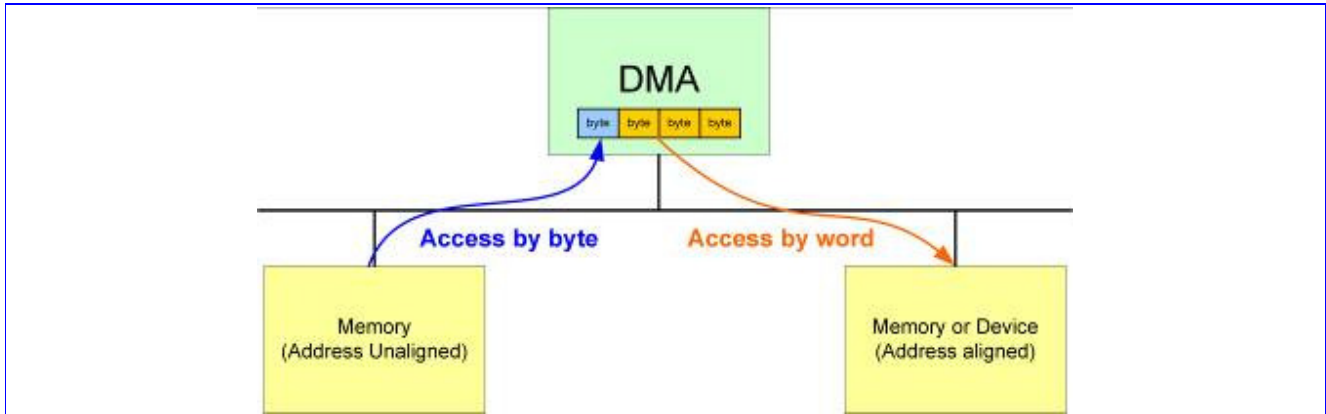 DMA
byte byte byte byte
Access by byte Access by word
Memory
(Address Unaligned)
Memory or Device
(Address aligned)